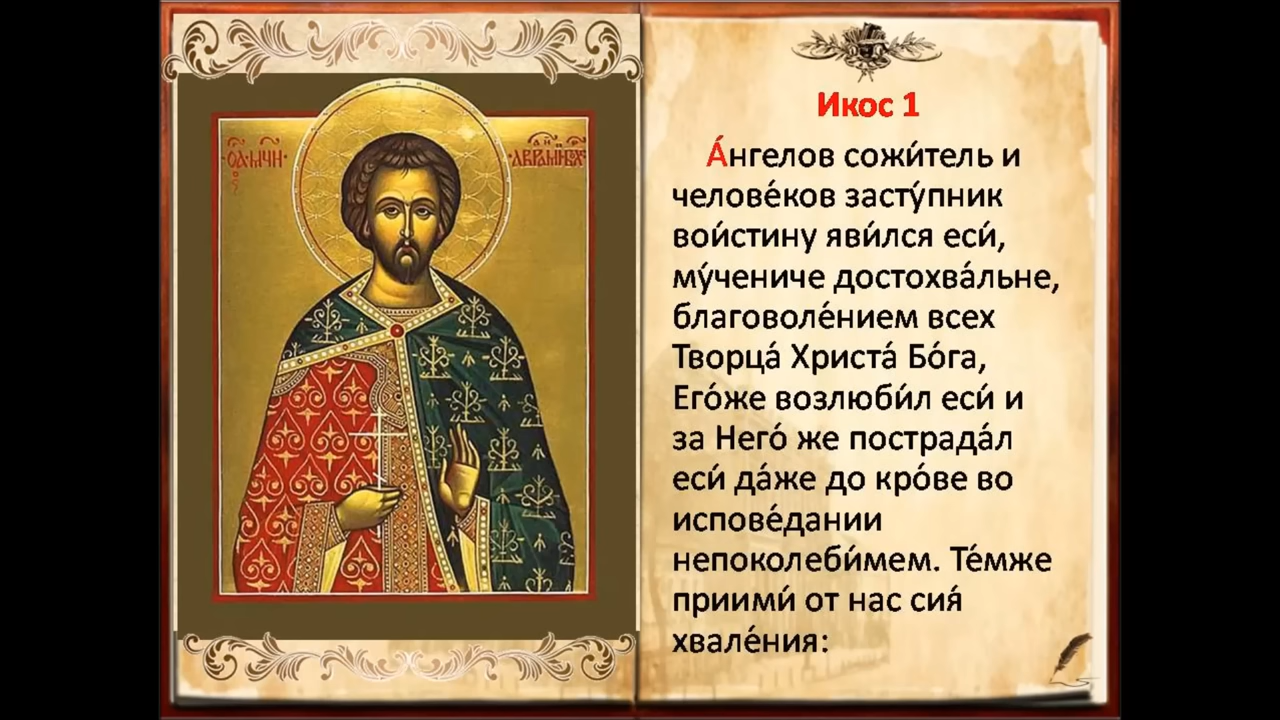 Икос 1
А́нгелов сожи́тель и
челове́ков засту́пник
вои́стину яви́лся еси́,
му́чениче достохва́льне,
благоволе́нием всех
Творца́ Христа́ Бо́га,
Его́же возлюби́л еси́ и
за Него́ же пострада́л
еси́ да́же до кро́ве во
испове́дании
непоколеби́мем. Те́мже
приими́ от нас сия́
хвале́ния: